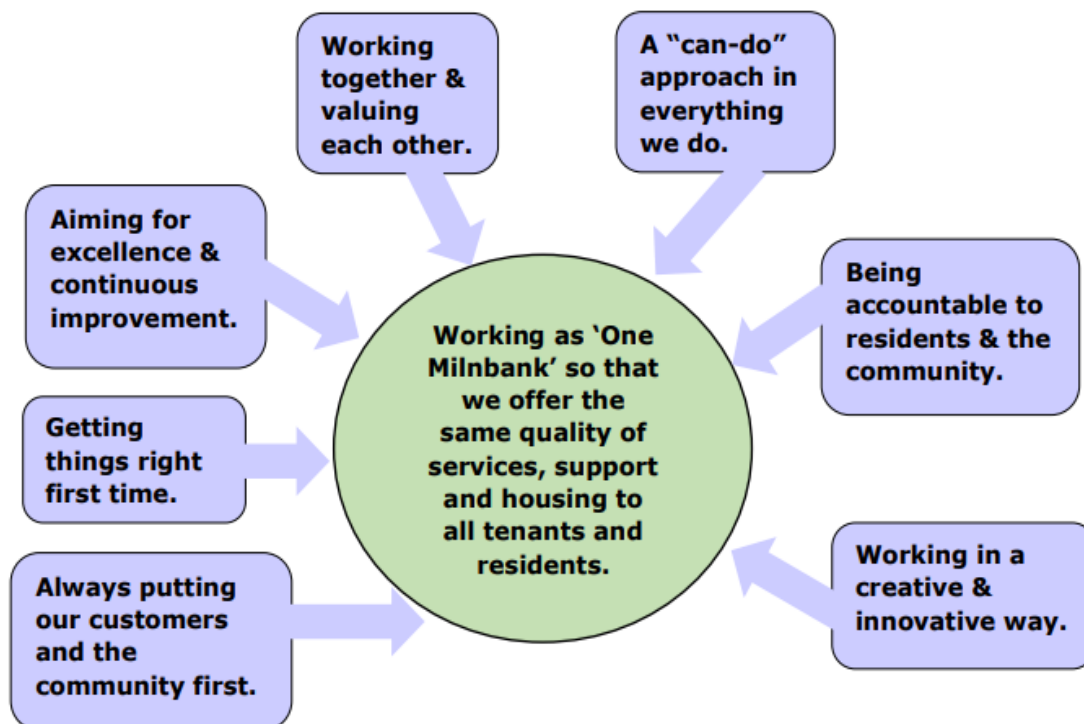 Working
together &
valuing
each other.
A “can-do”
approach in
everything
we do.
Aiming for
excellence &
continuous
improvement.
Being
accountable to
residents & the
community.
Working as ‘One
Milnbank’ so that
we offer the
same quality of
services, support
and housing to
all tenants and
residents.
Getting
things right
first time.
Always putting
our customers
and the
community first.
Working in a
creative &
innovative way.